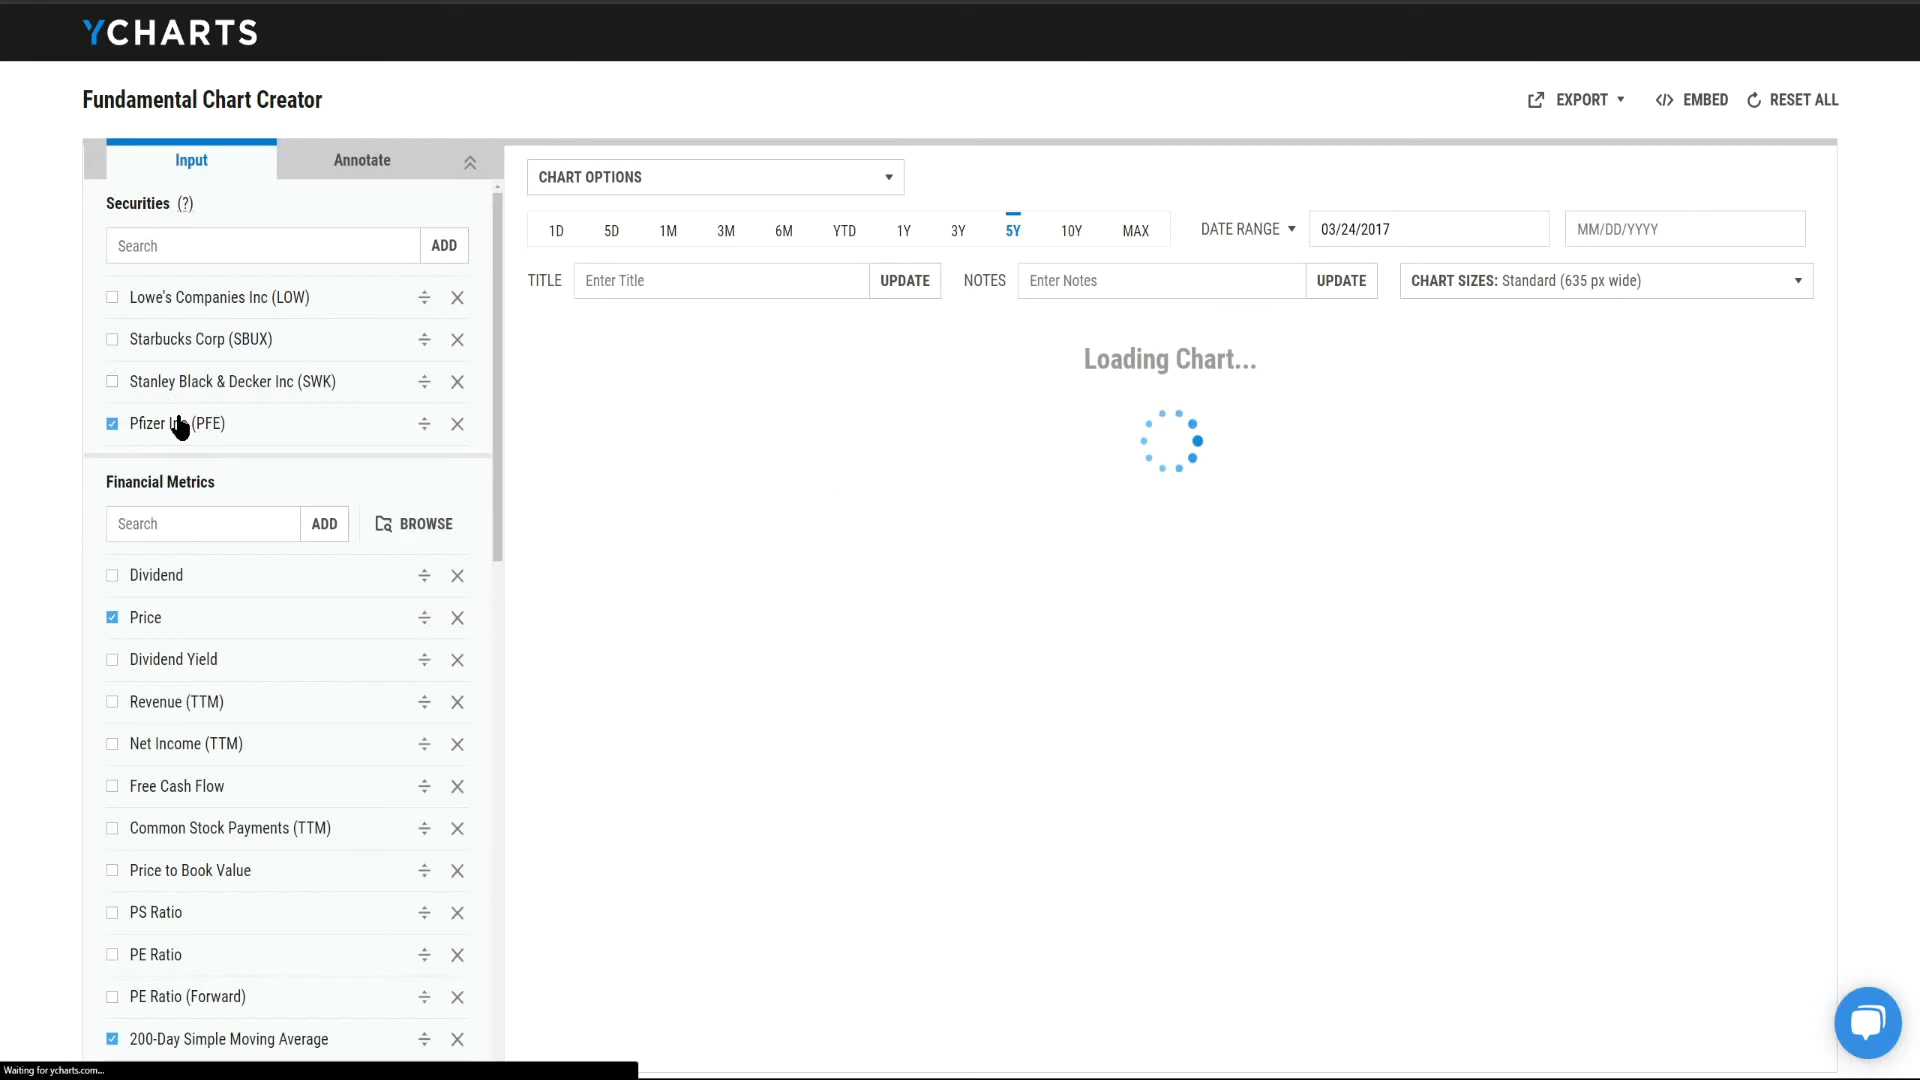 YCHARTS
Fundamental Chart Creator
EXPORT
EMBED
RESET ALL
Input
Annotate
Securities (?)
Search
ADD
Lowe's Companies Inc (LOW)
Starbucks Corp (SBUX)
Stanley Black & Decker Inc (SWK)
Pfizer Inc (PFE)
Financial Metrics
Search
ADD
BROWSE
Dividend
Price
Dividend Yield
Revenue (TTM)
Net Income (TTM)
Free Cash Flow
Common Stock Payments (TTM)
Price to Book Value
PS Ratio
PE Ratio
PE Ratio (Forward)
200-Day Simple Moving Average
CHART OPTIONS
1D 5D 1M 3M 6M YTD 1Y 3Y 5Y 10Y MAX
DATE RANGE
03/24/2017
MM/DD/YYYY
TITLE
Enter Title
UPDATE
NOTES
Enter Notes
UPDATE
CHART SIZES: Standard (635 px wide)
Loading Chart...
Waiting for ycharts.com...